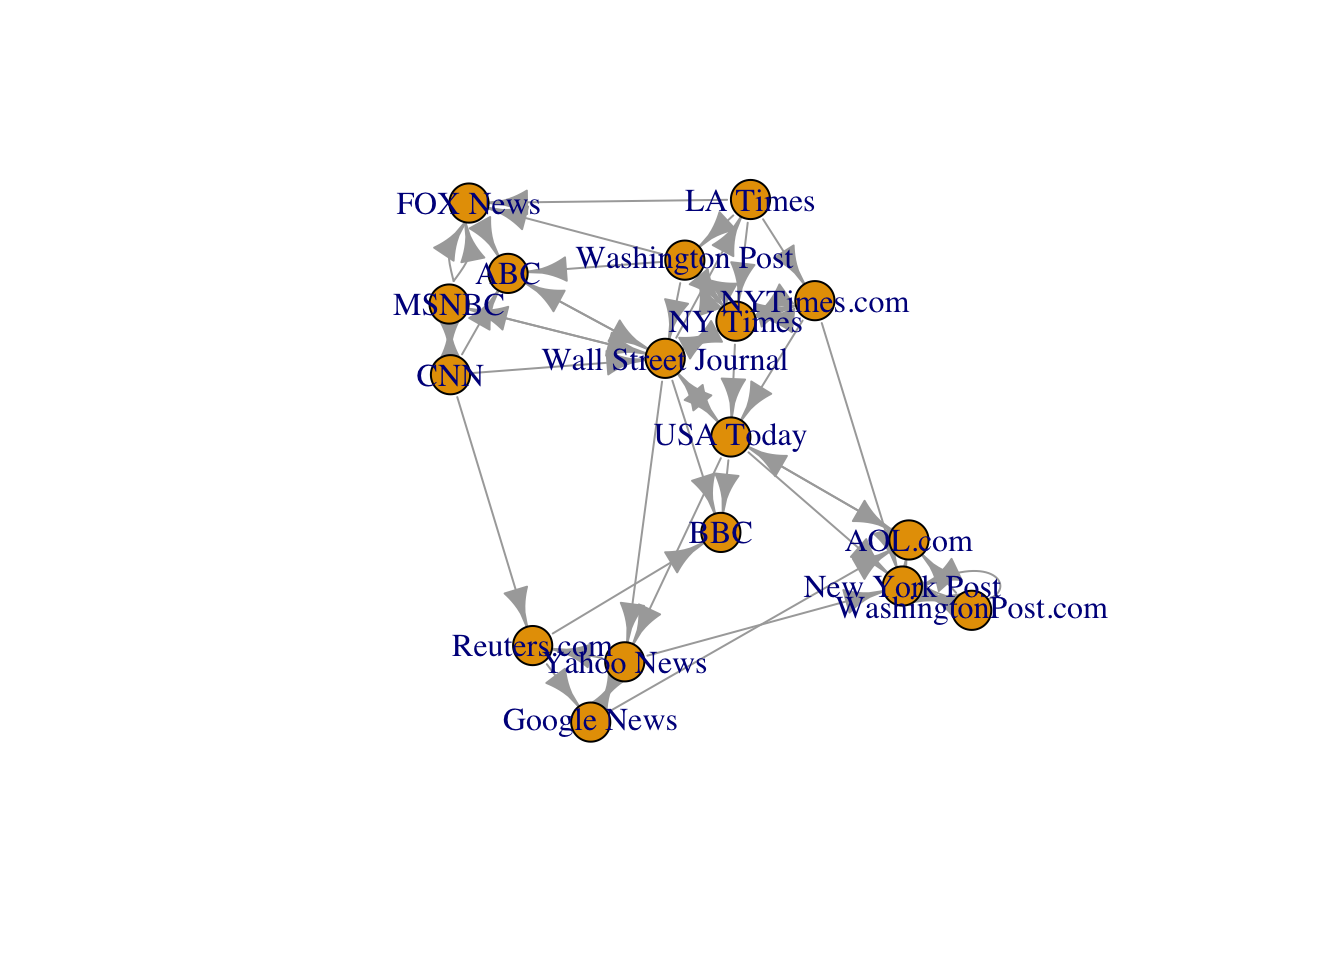 FOX News
LA Times
Washington Post
ABC
MSNBC
NYTimes.com
NY Times
Wall Street Journal
CNN
USA Today
BBC
AOL.com
New York Post
WashingtonPost.com
Reuters.com
Yahoo News
Google News